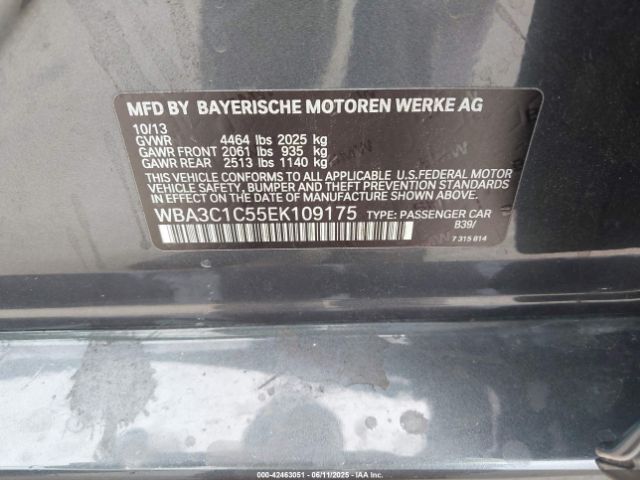 MFD BY BAYERISCHE MOTOREN WERKE AG
10/13
GVWR 4464 lbs 2025 kg
GAWR FRONT 2061 lbs 935 kg
GAWR REAR 2513 lbs 1140 kg
THIS VEHICLE CONFORMS TO ALL APPLICABLE U.S.FEDERAL MOTOR
VEHICLE SAFETY, BUMPER AND THEFT PREVENTION STANDARDS
IN EFFECT ON THE DATE OF MANUFACTURE SHOWN ABOVE.
WBA3C1C55EK109175 TYPE: PASSENGER CAR
B39/
7 315 814
000-42463051 - 06/11/2025 - IAAI.COM